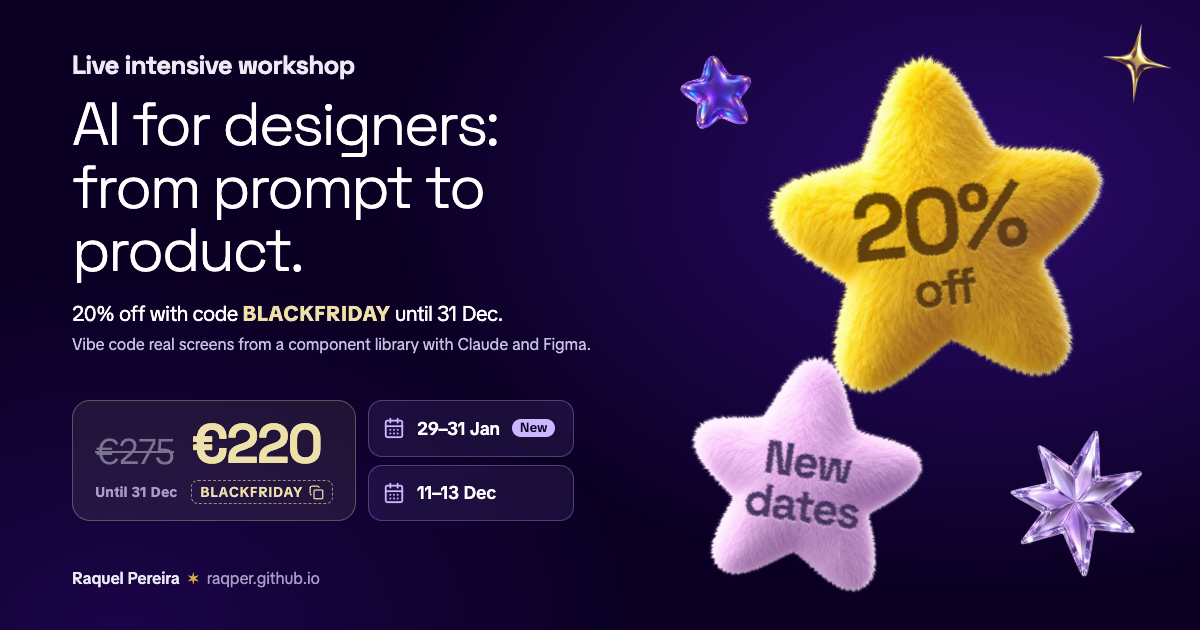 Live intensive workshop
AI for designers:
from prompt to
product.
20% off with code BLACKFRIDAY until 31 Dec.
Vibe code real screens from a component library with Claude and Figma.
€275 €220
Until 31 Dec BLACKFRIDAY
29–31 Jan New
11–13 Dec
Raquel Pereira ✶ raqper.github.io
20%
off
New
dates